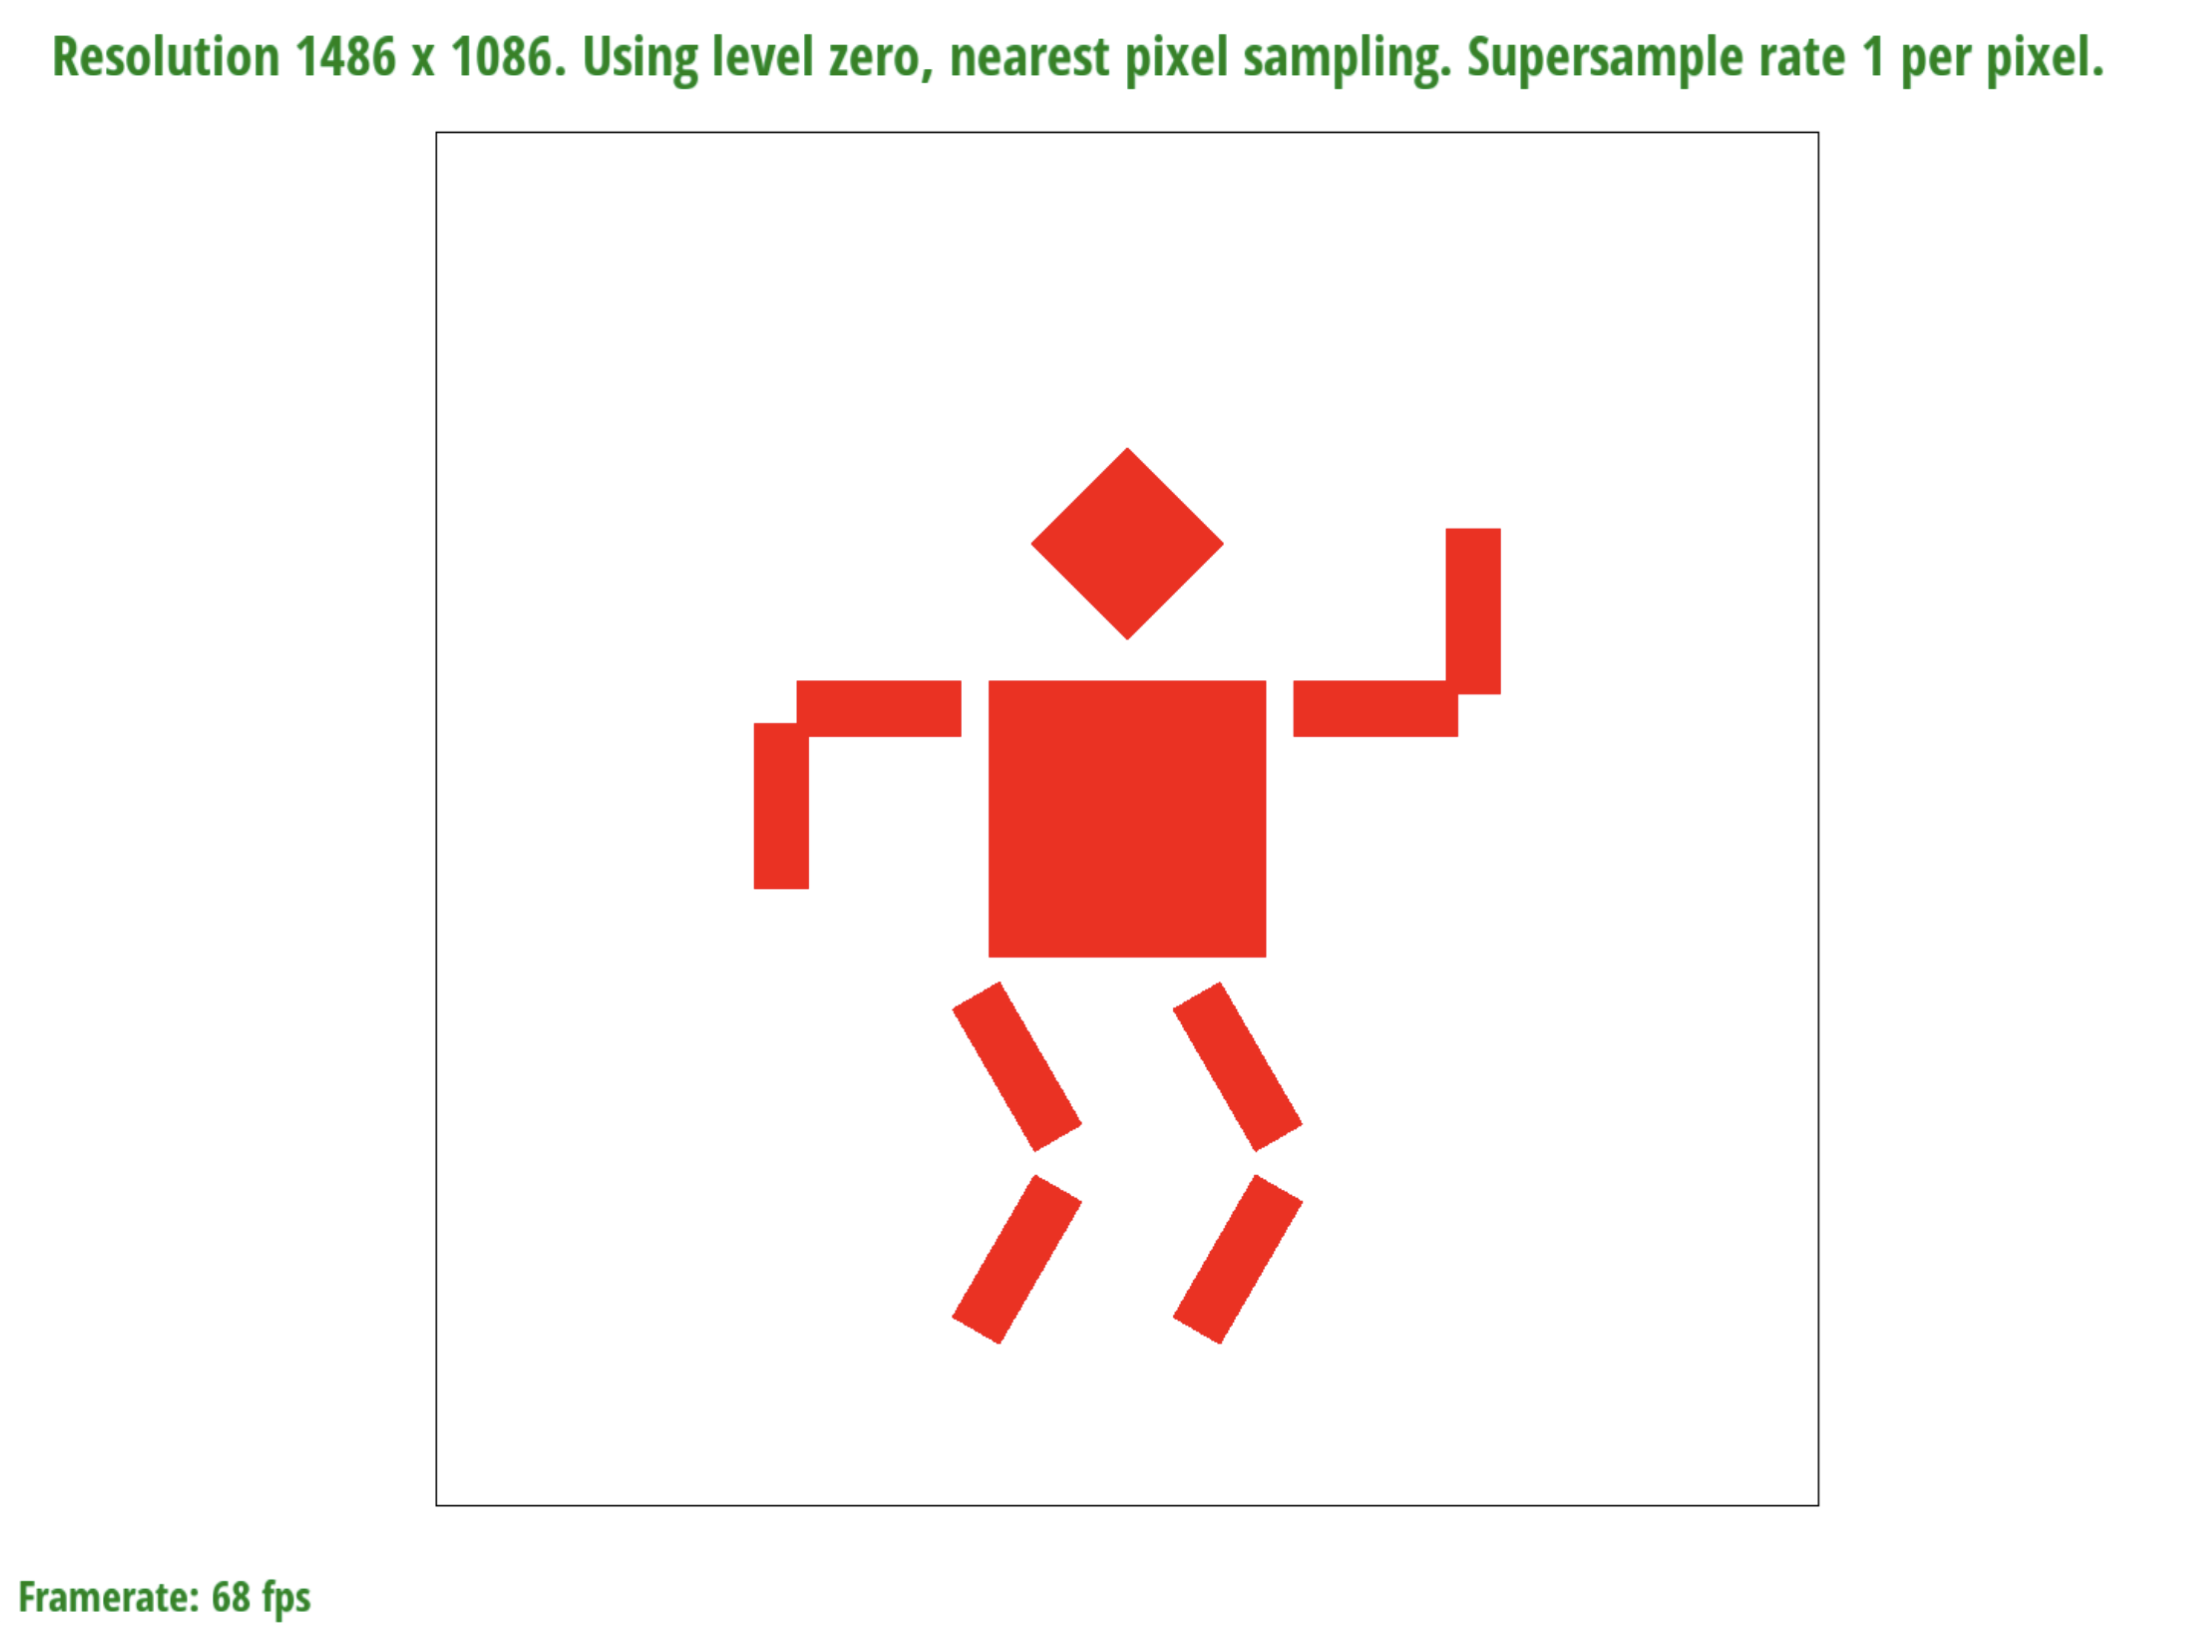 Resolution 1486 x 1086. Using level zero, nearest pixel sampling. Supersample rate 1 per pixel.
Framerate: 68 fps